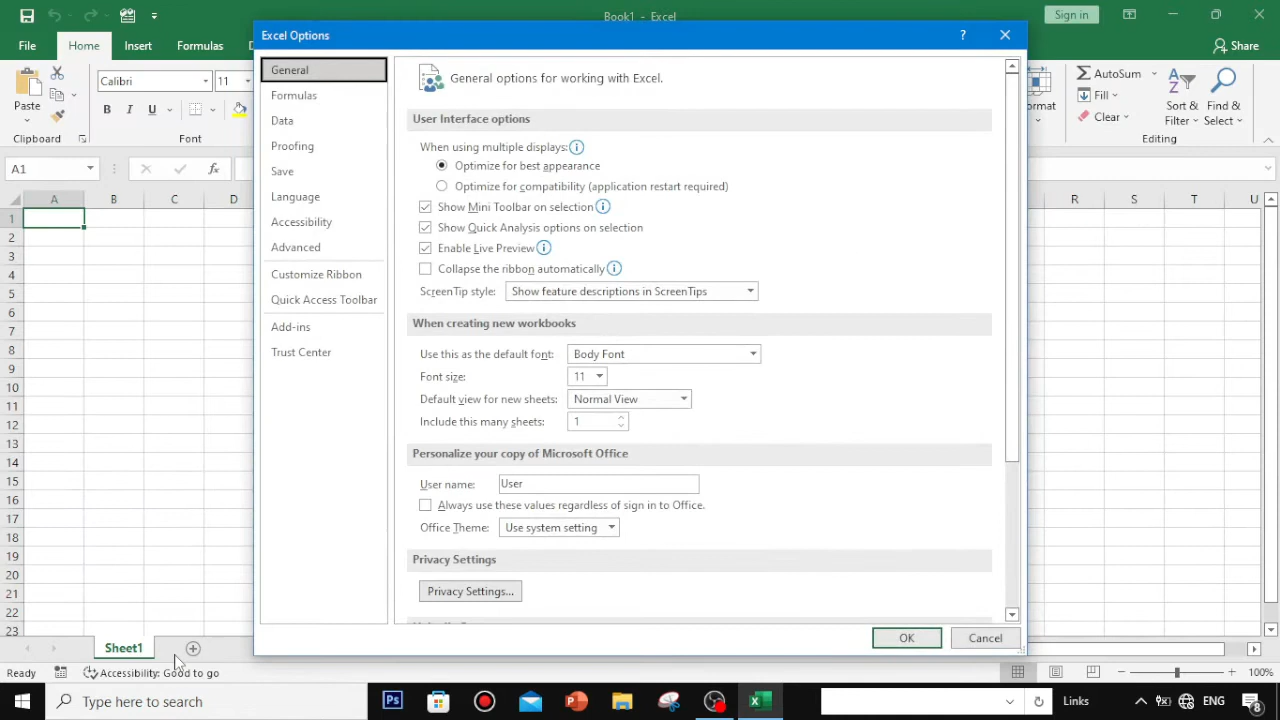 Book1 - Excel
Sign in
File
Home
Insert
Formulas
Share
Excel Options
?
Paste
Clipboard
Calibri
11
B
I
U
Font
AutoSum
Fill
Clear
Sort &
Filter
Find &
Select
Editing
A1
fx
A B C D R S T U
1
2
3
4
5
6
7
8
9
10
11
12
13
14
15
16
17
18
19
20
21
22
23
General
Formulas
Data
Proofing
Save
Language
Accessibility
Advanced
Customize Ribbon
Quick Access Toolbar
Add-ins
Trust Center
General options for working with Excel.
User Interface options
When using multiple displays:
Optimize for best appearance
Optimize for compatibility (application restart required)
Show Mini Toolbar on selection
Show Quick Analysis options on selection
Enable Live Preview
Collapse the ribbon automatically
ScreenTip style: Show feature descriptions in ScreenTips
When creating new workbooks
Use this as the default font: Body Font
Font size: 11
Default view for new sheets: Normal View
Include this many sheets: 1
Personalize your copy of Microsoft Office
User name: User
Always use these values regardless of sign in to Office.
Office Theme: Use system setting
Privacy Settings
Privacy Settings...
OK
Cancel
Sheet1
Ready
Accessibility: Good to go
100%
Type here to search
Ps
Links
ENG
8